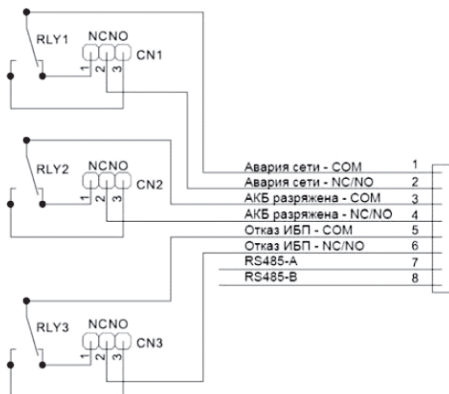 RLY1
NCNO
CN1
1 2 3
RLY2
NCNO
CN2
1 2 3
RLY3
NCNO
CN3
1 2 3
Авария сети - COM 1
Авария сети - NC/NO 2
АКБ разряжена - COM 3
АКБ разряжена - NC/NO 4
Отказ ИБП - COM 5
Отказ ИБП - NC/NO 6
RS485-A 7
RS485-B 8